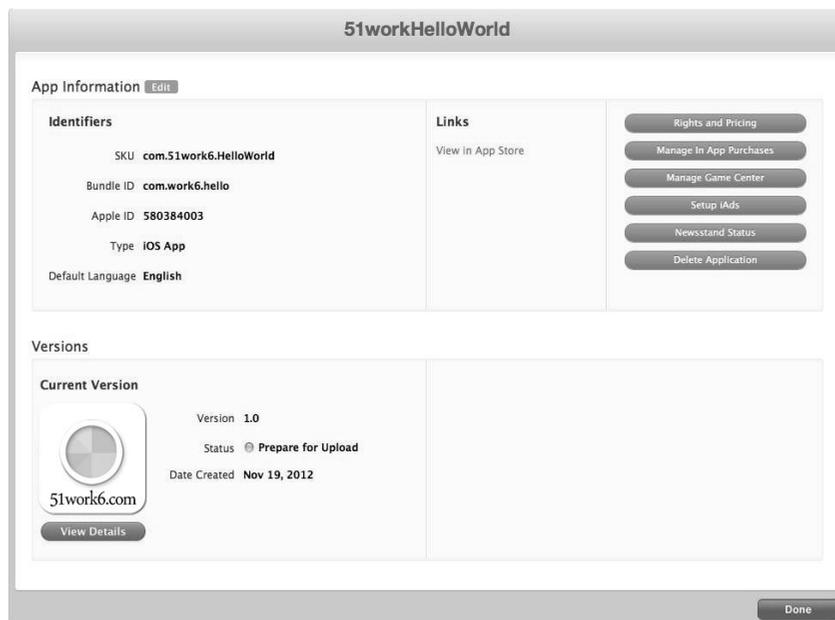 51workHelloWorld
App Information Edit
Identifiers
SKU com.51work6.HelloWorld
Bundle ID com.work6.hello
Apple ID 580384003
Type iOS App
Default Language English
Links
View in App Store
Rights and Pricing
Manage In App Purchases
Manage Game Center
Setup iAds
Newsstand Status
Delete Application
Versions
Current Version
51work6.com
View Details
Version 1.0
Status Prepare for Upload
Date Created Nov 19, 2012
Done